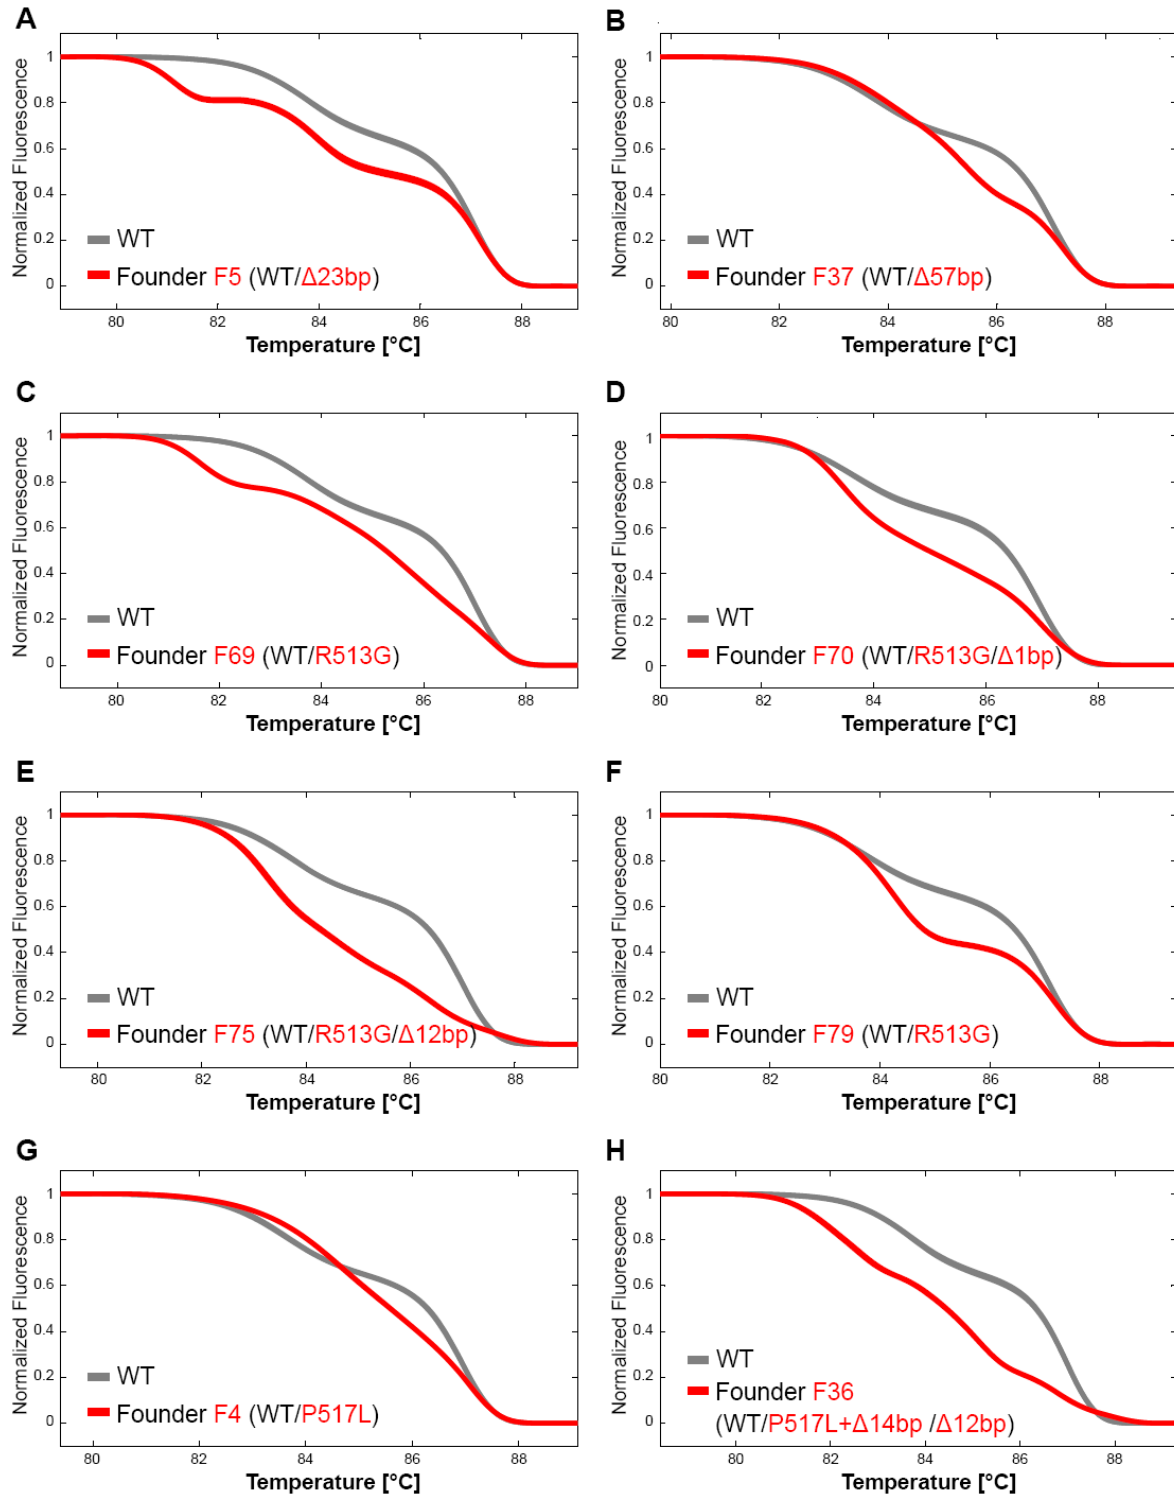 A
Normalized Fluorescence
1
0.8
0.6
0.4
0.2
0
WT
Founder F5 (WT/Δ23bp)
80 82 84 86 88
Temperature [°C]
B
Normalized Fluorescence
1
0.8
0.6
0.4
0.2
0
WT
Founder F37 (WT/Δ57bp)
80 82 84 86 88
Temperature [°C]
C
Normalized Fluorescence
1
0.8
0.6
0.4
0.2
0
WT
Founder F69 (WT/R513G)
80 82 84 86 88
Temperature [°C]
D
Normalized Fluorescence
1
0.8
0.6
0.4
0.2
0
WT
Founder F70 (WT/R513G/Δ1bp)
80 82 84 86 88
Temperature [°C]
E
Normalized Fluorescence
1
0.8
0.6
0.4
0.2
0
WT
Founder F75 (WT/R513G/Δ12bp)
80 82 84 86 88
Temperature [°C]
F
Normalized Fluorescence
1
0.8
0.6
0.4
0.2
0
WT
Founder F79 (WT/R513G)
80 82 84 86 88
Temperature [°C]
G
Normalized Fluorescence
1
0.8
0.6
0.4
0.2
0
WT
Founder F4 (WT/P517L)
80 82 84 86 88
Temperature [°C]
H
Normalized Fluorescence
1
0.8
0.6
0.4
0.2
0
WT
Founder F36
(WT/P517L+Δ14bp /Δ12bp)
80 82 84 86 88
Temperature [°C]